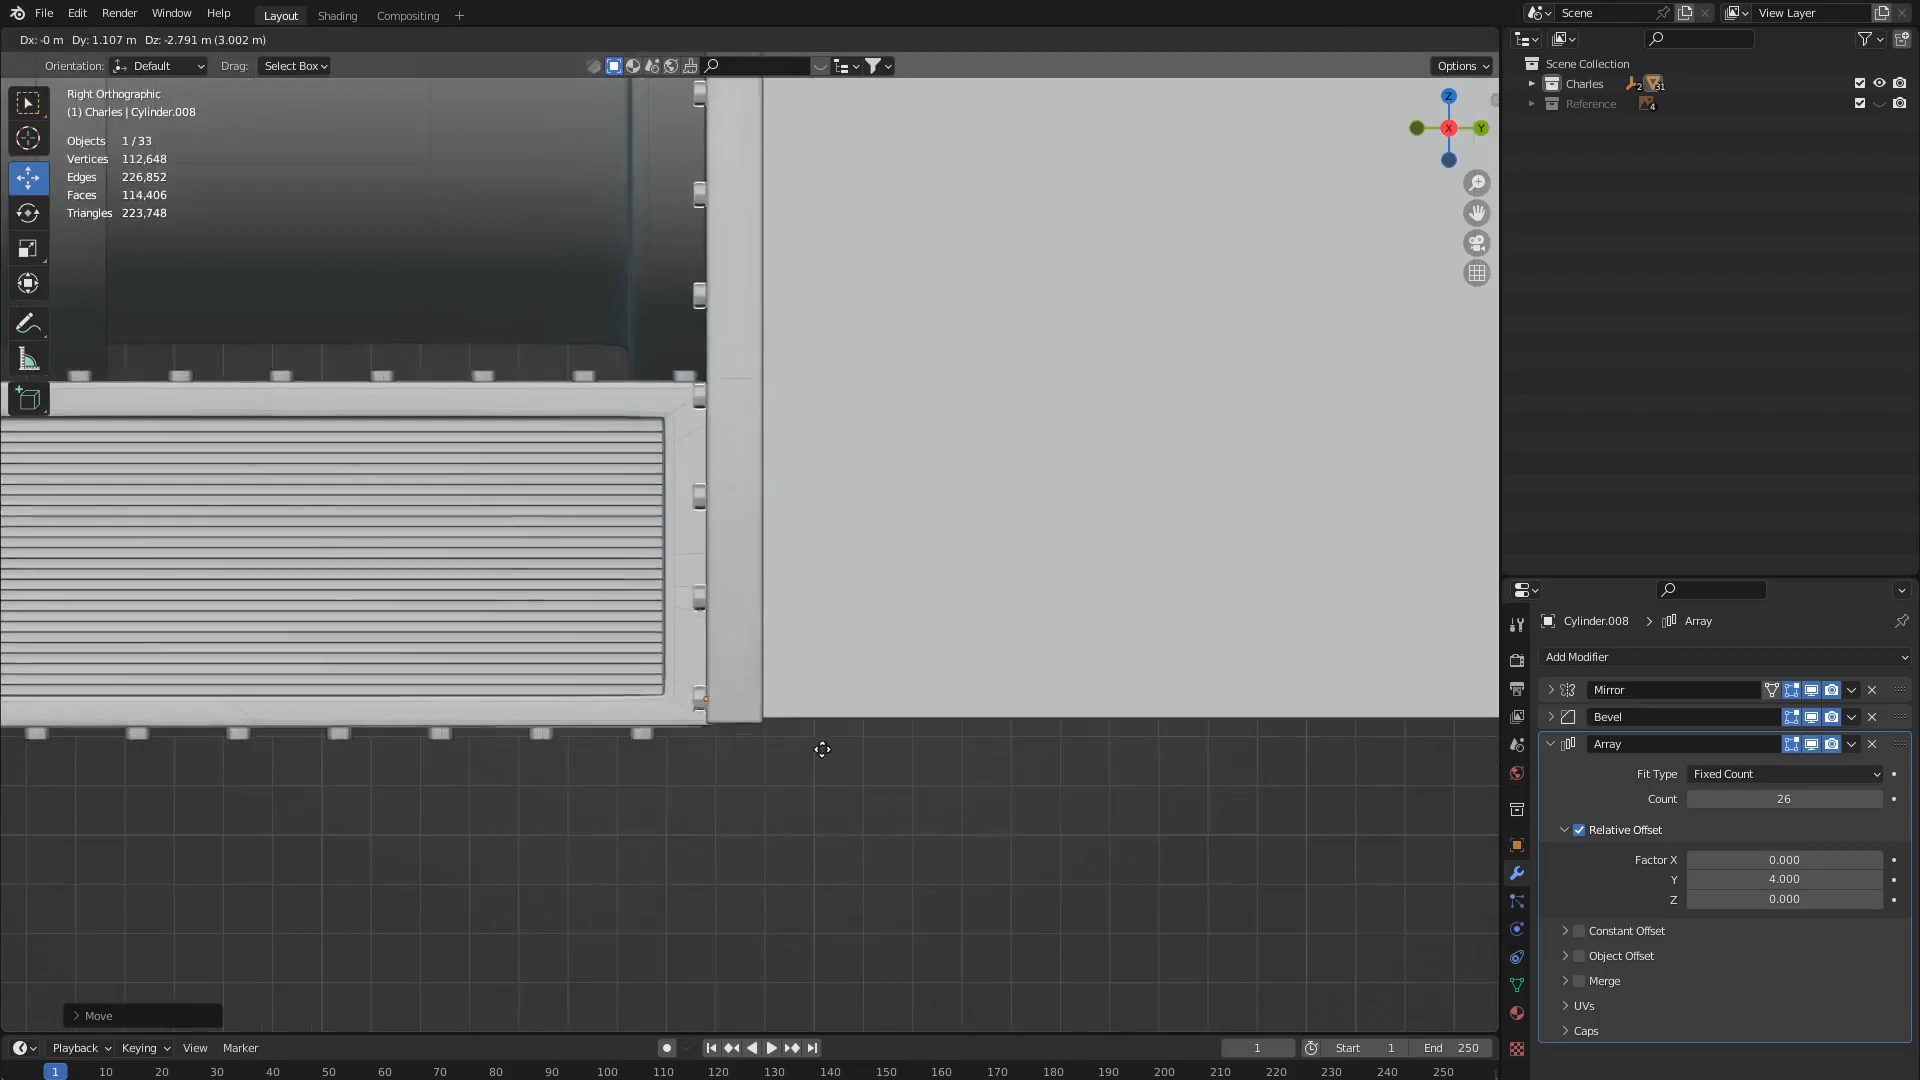 File Edit Render Window Help Layout Shading Compositing + Scene View Layer
Dx: -0 m Dy: 1.107 m Dz: -2.791 m (3.002 m)
Orientation: Default Drag: Select Box Options
Right Orthographic
(1) Charles | Cylinder.008
Objects 1 / 33
Vertices 112,648
Edges 226,852
Faces 114,406
Triangles 223,748
Z
X
Y
Move
Scene Collection
Charles 2 31
Reference 4
Cylinder.008 > Array
Add Modifier
Mirror
Bevel
Array
Fit Type Fixed Count
Count 26
Relative Offset
Factor X 0.000
Y 4.000
Z 0.000
Constant Offset
Object Offset
Merge
UVs
Caps
Playback Keying View Marker 1 Start 1 End 250
1 10 20 30 40 50 60 70 80 90 100 110 120 130 140 150 160 170 180 190 200 210 220 230 240 250